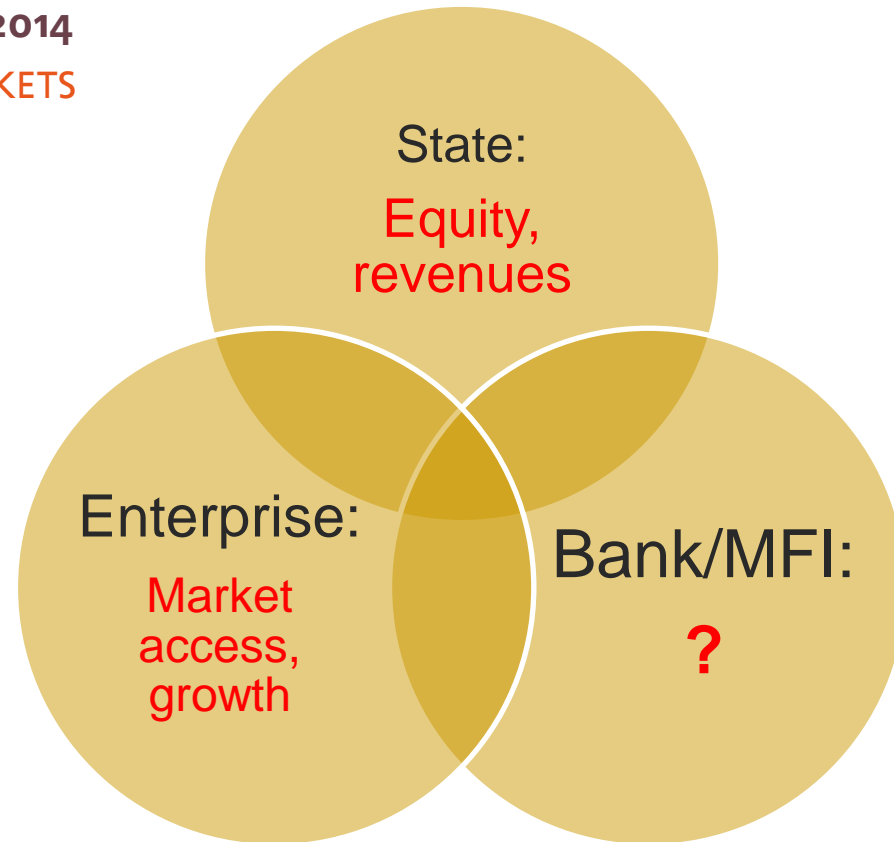 2014
KETS
State:
Equity,
revenues
Enterprise:
Market
access,
growth
Bank/MFI:
?